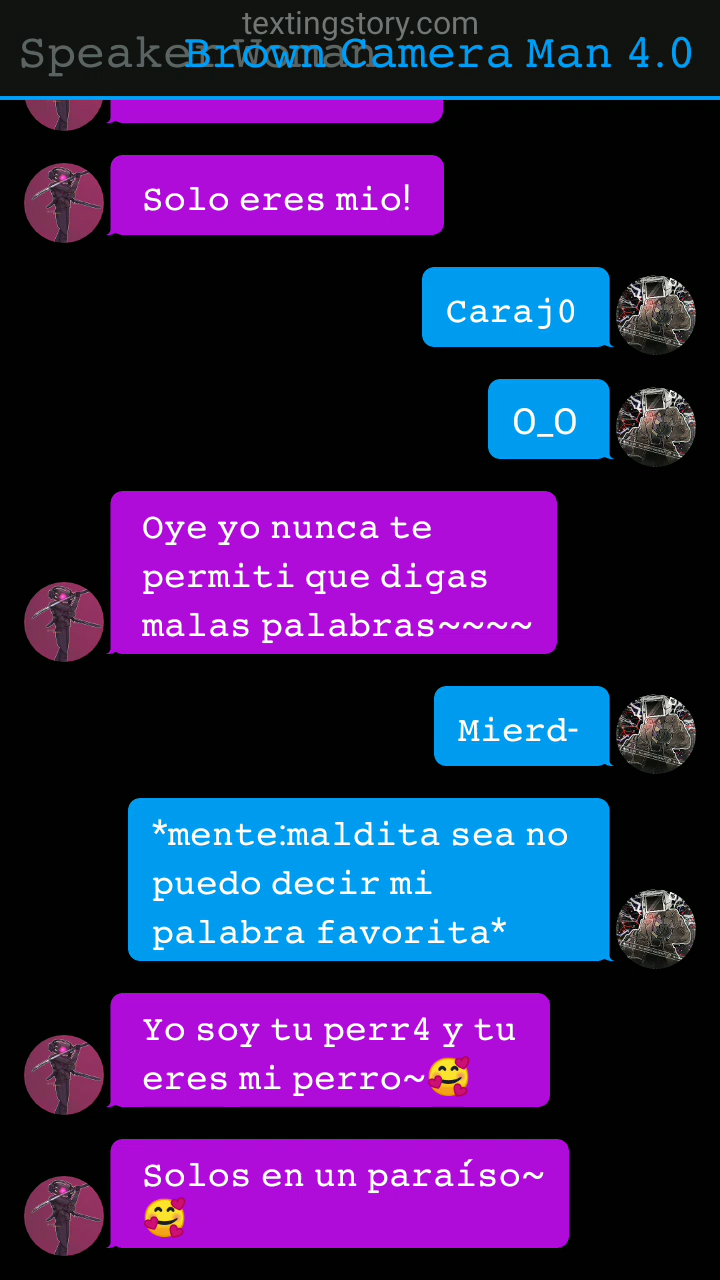 textingstory.com
Speaker Woman
Brown Camera Man 4.0
Solo eres mio!
Caraj0
O_O
Oye yo nunca te
permiti que digas
malas palabras~~~~
Mierd-
*mente:maldita sea no
puedo decir mi
palabra favorita*
Yo soy tu perr4 y tu
eres mi perro~🥰
Solos en un paraíso~
🥰